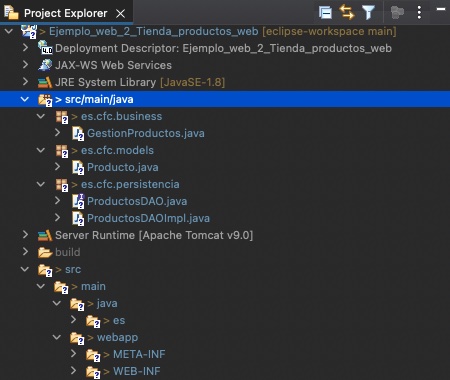 Project Explorer
> Ejemplo_web_2_Tienda_productos_web [eclipse-workspace main]
Deployment Descriptor: Ejemplo_web_2_Tienda_productos_web
JAX-WS Web Services
JRE System Library [JavaSE-1.8]
> src/main/java
> es.cfc.business
> GestionProductos.java
> es.cfc.models
> Producto.java
> es.cfc.persistencia
> ProductosDAO.java
> ProductosDAOImpl.java
Server Runtime [Apache Tomcat v9.0]
build
> src
> main
> java
> es
> webapp
> META-INF
> WEB-INF